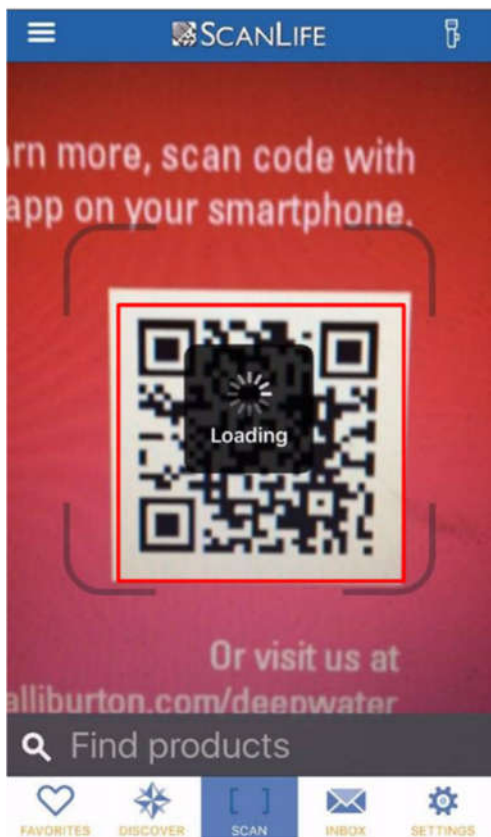 SCANLIFE
rn more, scan code with
app on your smartphone.
Loading
Or visit us at
alliburton.com/deepwater
Find products
FAVORITES DISCOVER SCAN INBOX SETTINGS